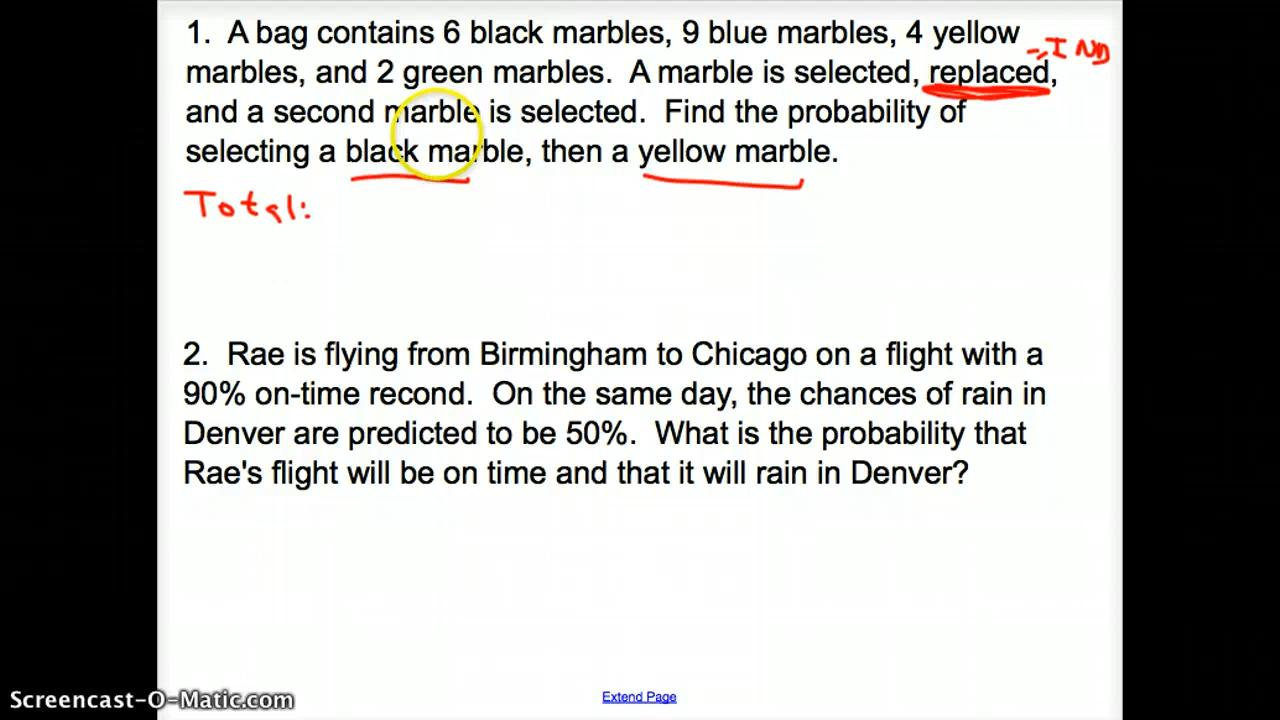 1. A bag contains 6 black marbles, 9 blue marbles, 4 yellow
= IND
marbles, and 2 green marbles. A marble is selected, replaced,
and a second marble is selected. Find the probability of
selecting a black marble, then a yellow marble.
Total:
2. Rae is flying from Birmingham to Chicago on a flight with a
90% on-time recond. On the same day, the chances of rain in
Denver are predicted to be 50%. What is the probability that
Rae's flight will be on time and that it will rain in Denver?
Extend Page
Screencast-O-Matic.com